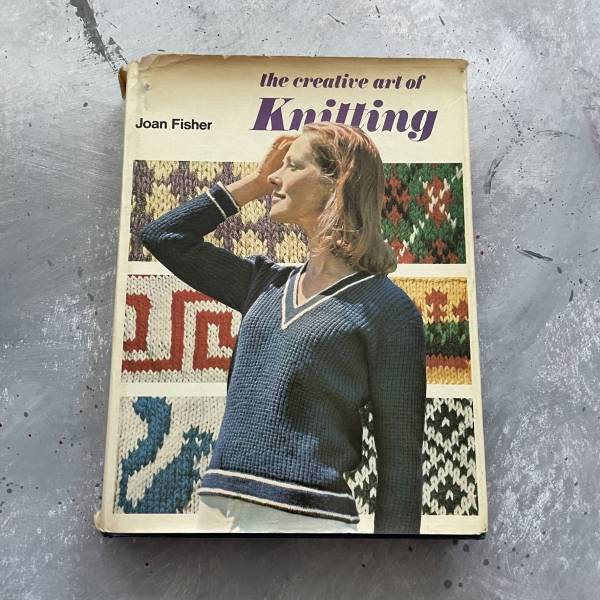 the creative art of
Knitting
Joan Fisher